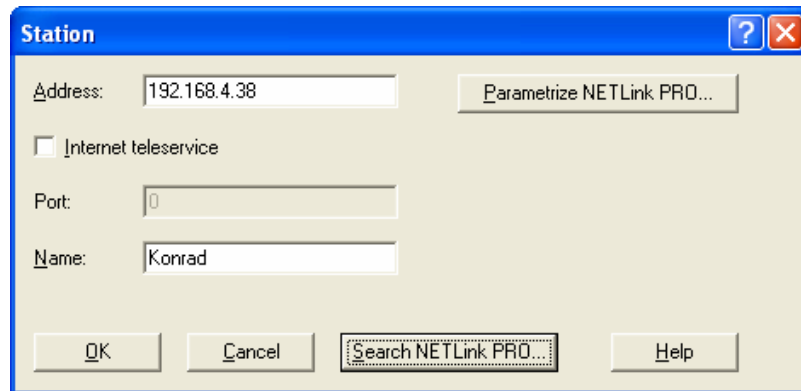 Station
Address: 192.168.4.38 Parametrize NETLink PRO...
Internet teleservice
Port: 0
Name: Konrad
OK Cancel Search NETLink PRO... Help